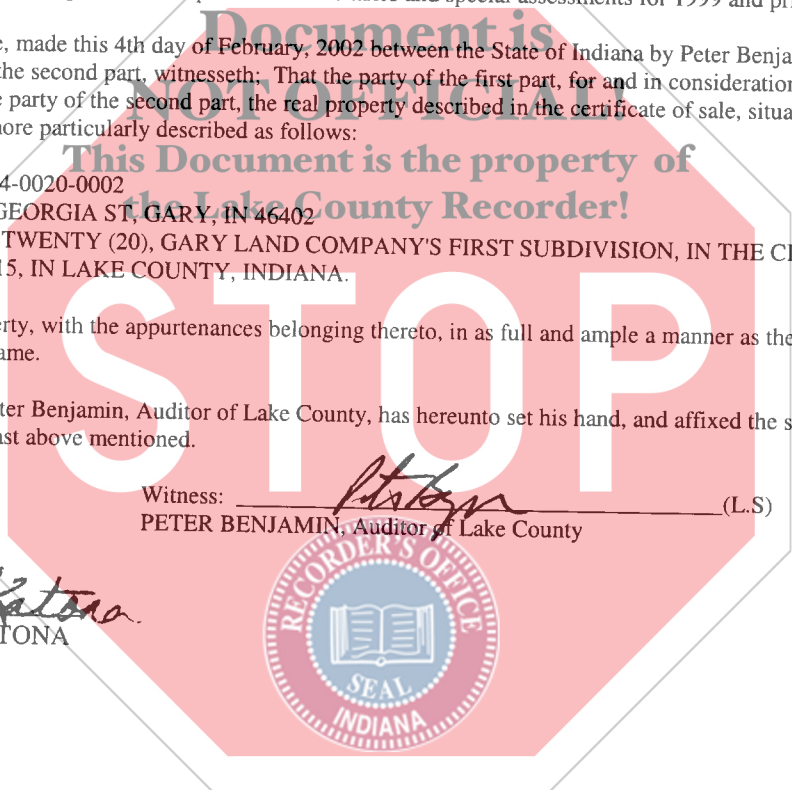 and special assessments for 1999 and pri
Document is
e, made this 4th day of February, 2002 between the State of Indiana by Peter Benja
the second part, witnesseth; That the party of the first part, for and in consideration
NOT OFFICIAL!
e party of the second part, the real property described in the certificate of sale, situa
nore particularly described as follows:
This Document is the property of
4-0020-0002
the Lake County Recorder!
GEORGIA ST, GARY, IN 46402
TWENTY (20), GARY LAND COMPANY'S FIRST SUBDIVISION, IN THE CI
15, IN LAKE COUNTY, INDIANA.
STOP
erty, with the appurtenances belonging thereto, in as full and ample a manner as the
ame.
ter Benjamin, Auditor of Lake County, has hereunto set his hand, and affixed the s
ast above mentioned.
Witness: (L.S)
PETER BENJAMIN, Auditor of Lake County
RECORDER'S OFFICE
SEAL
INDIANA
Katona
TONA